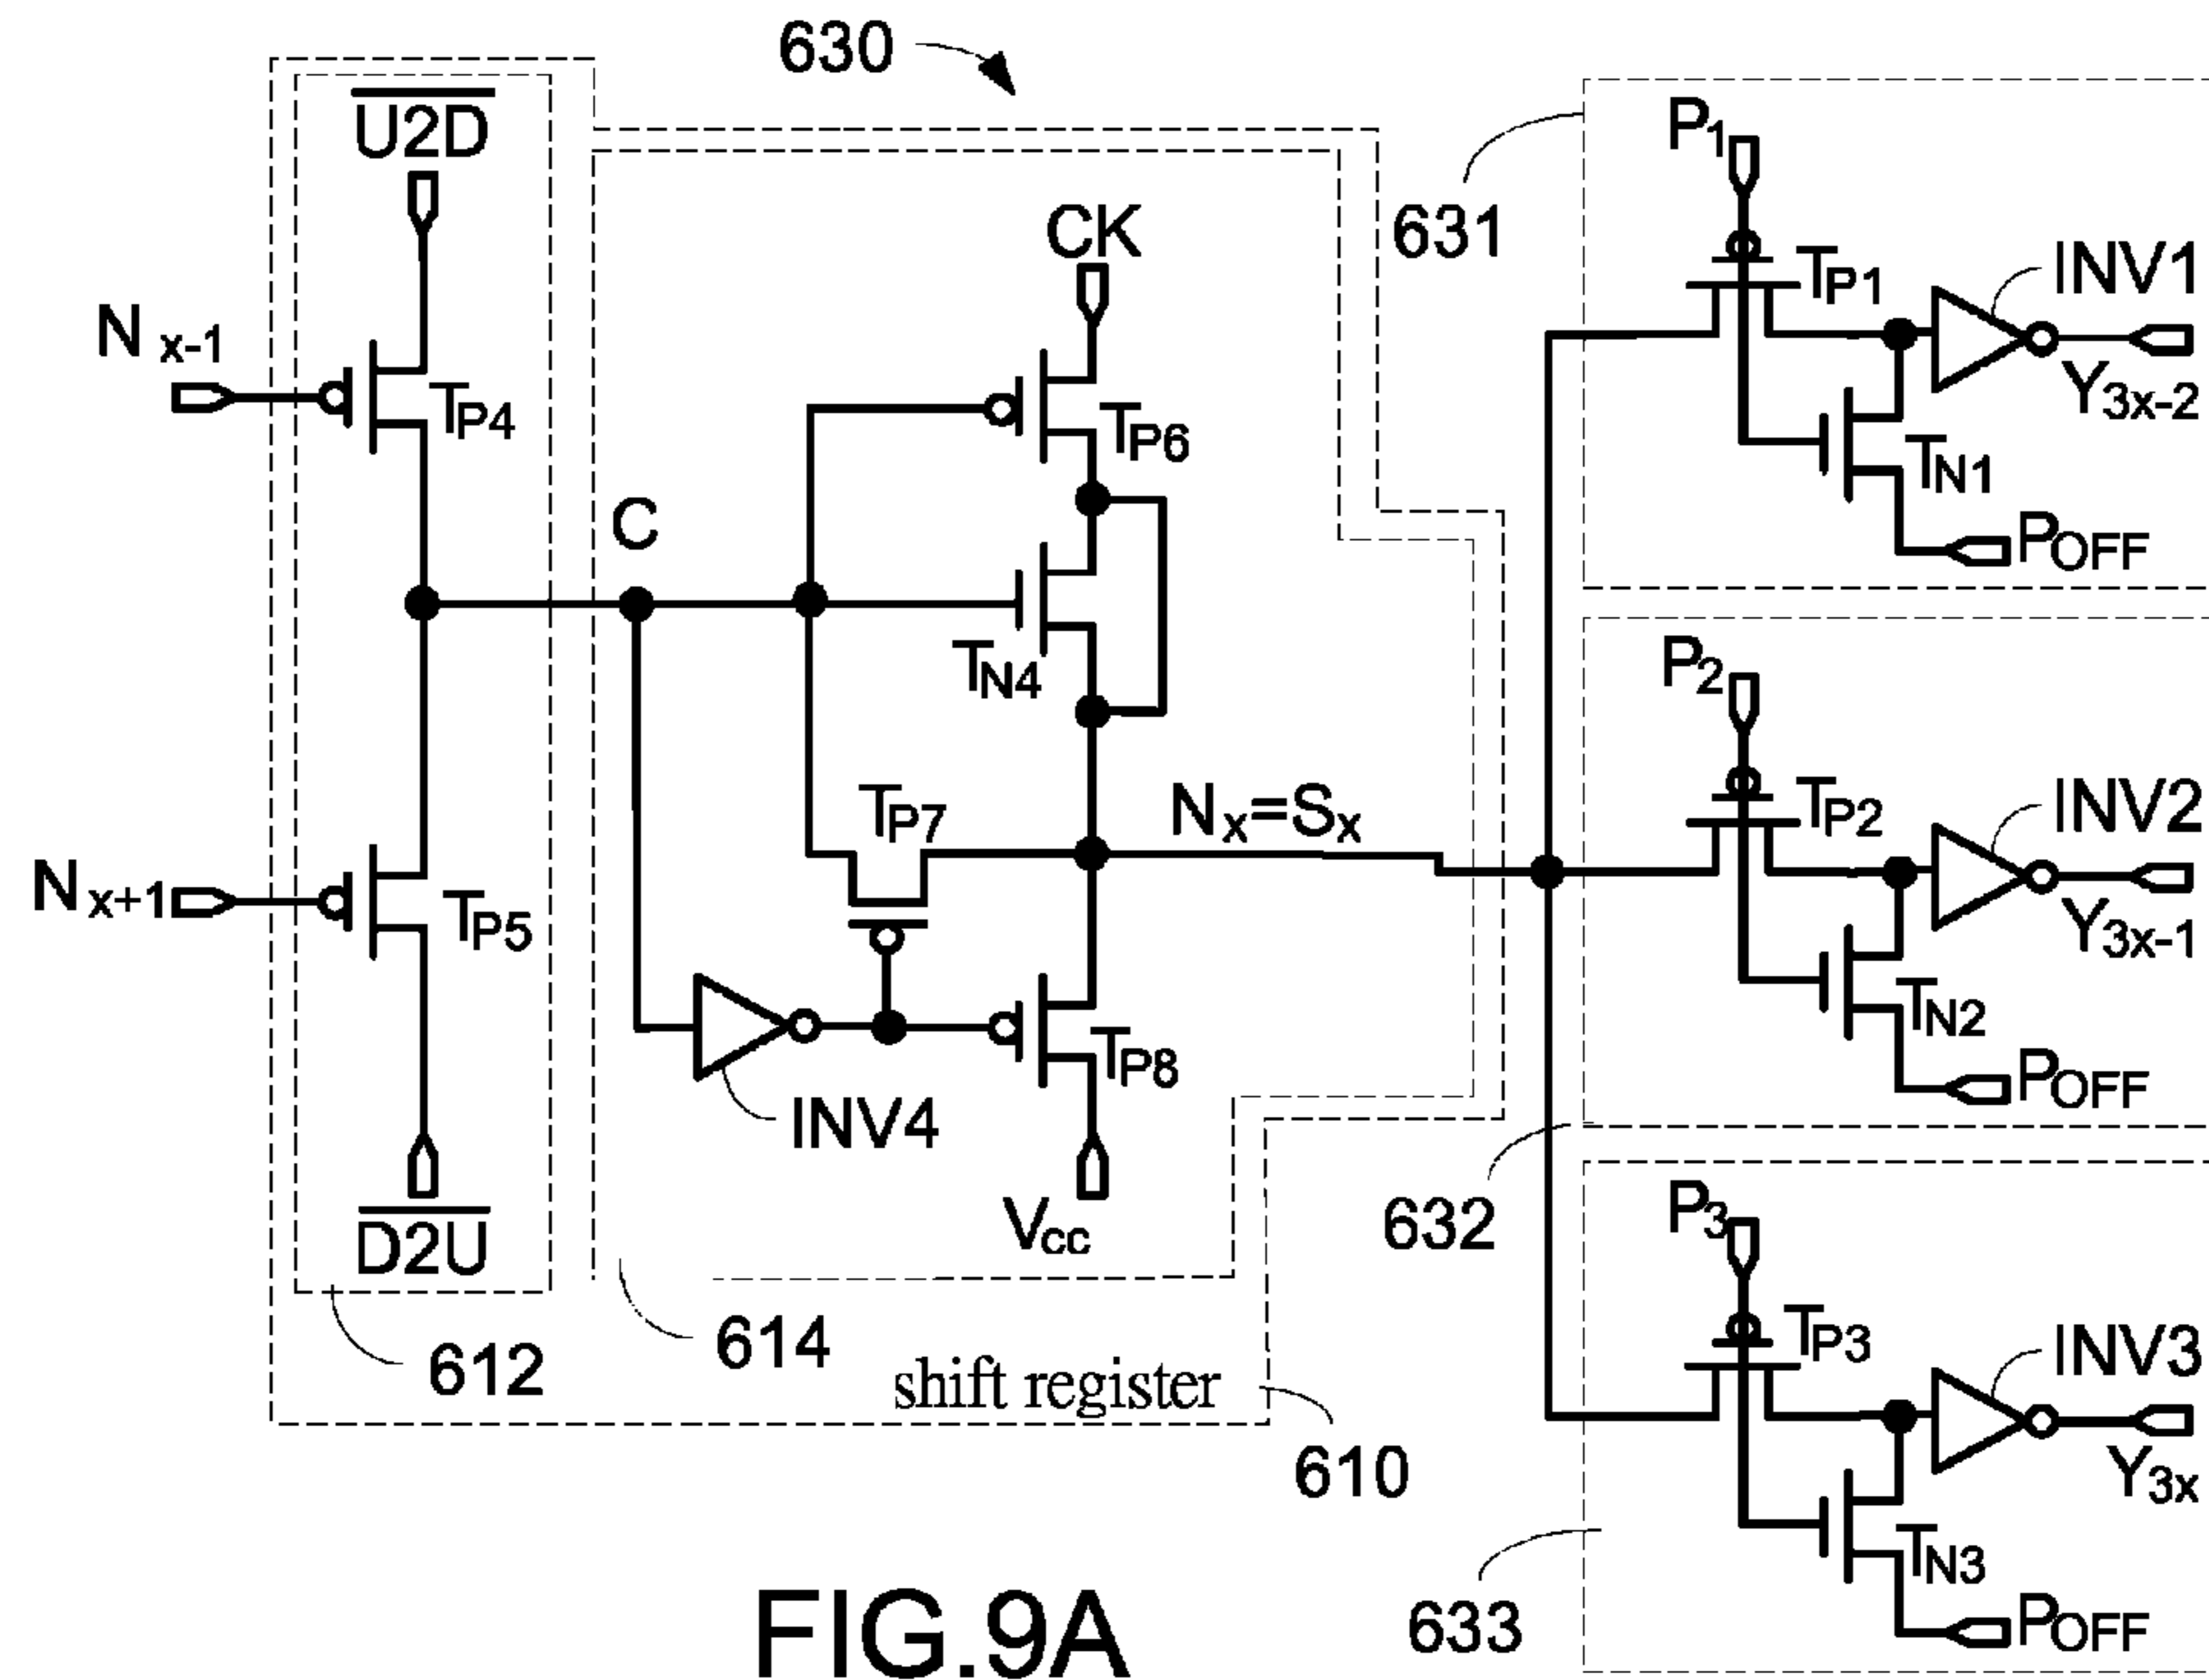 630
U2D
P1
CK
631
TP1
INV1
Nx-1
TP4
TP6
Y3x-2
TN1
C
POFF
TN4
P2
TP2
INV2
TP7
Nx=Sx
Nx+1
TP5
Y3x-1
TN2
TP8
POFF
INV4
Vcc
D2U
632
P3
614
612
TP3
INV3
shift register
610
Y3x
TN3
FIG.9A
633
POFF